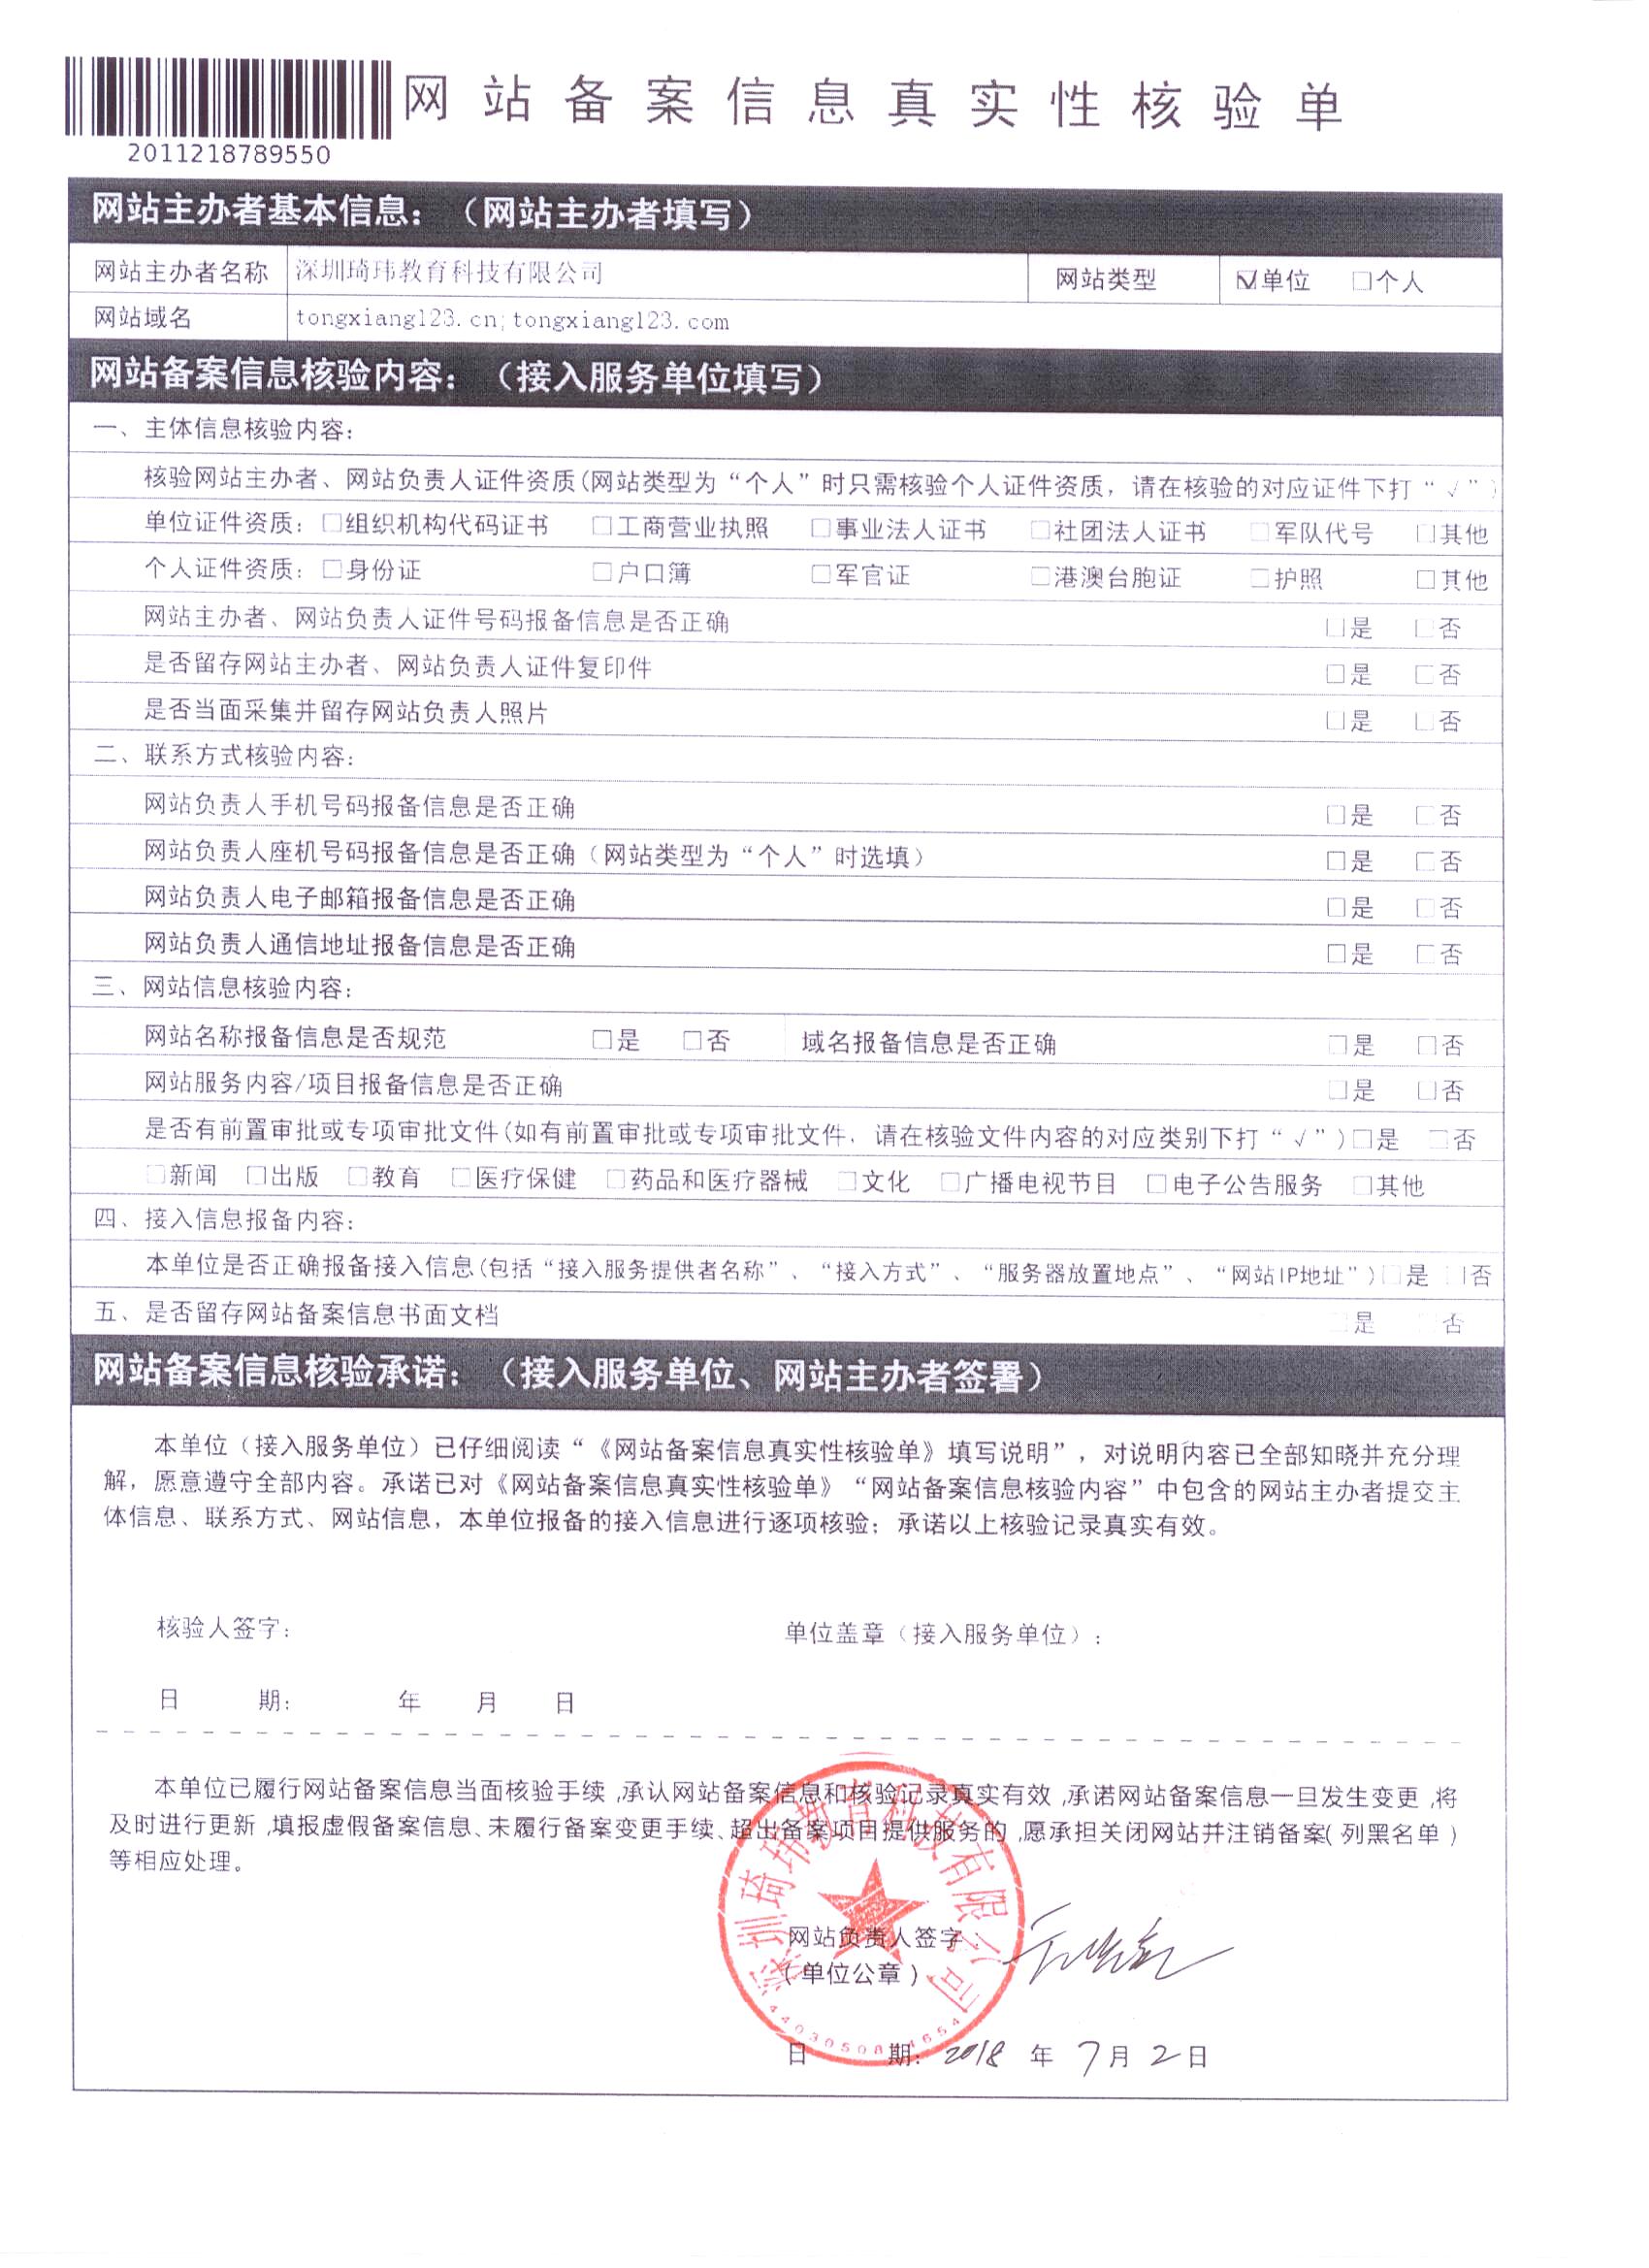 网站备案信息真实性核验单
2011218789550
网站主办者基本信息：（网站主办者填写）
网站主办者名称 深圳琦玮教育科技有限公司 网站类型 ☑单位 □个人
网站域名 tongxiang123.cn;tongxiang123.com
网站备案信息核验内容：（接入服务单位填写）
一、主体信息核验内容：
核验网站主办者、网站负责人证件资质(网站类型为“个人”时只需核验个人证件资质，请在核验的对应证件下打“√”)
单位证件资质：□组织机构代码证书 □工商营业执照 □事业法人证书 □社团法人证书 □军队代号 □其他
个人证件资质：□身份证 □户口簿 □军官证 □港澳台胞证 □护照 □其他
网站主办者、网站负责人证件号码报备信息是否正确 □是 □否
是否留存网站主办者、网站负责人证件复印件 □是 □否
是否当面采集并留存网站负责人照片 □是 □否
二、联系方式核验内容：
网站负责人手机号码报备信息是否正确 □是 □否
网站负责人座机号码报备信息是否正确（网站类型为“个人”时选填） □是 □否
网站负责人电子邮箱报备信息是否正确 □是 □否
网站负责人通信地址报备信息是否正确 □是 □否
三、网站信息核验内容：
网站名称报备信息是否规范 □是 □否 域名报备信息是否正确 □是 □否
网站服务内容/项目报备信息是否正确 □是 □否
是否有前置审批或专项审批文件(如有前置审批或专项审批文件，请在核验文件内容的对应类别下打“√”)□是 □否
□新闻 □出版 □教育 □医疗保健 □药品和医疗器械 □文化 □广播电视节目 □电子公告服务 □其他
四、接入信息报备内容：
本单位是否正确报备接入信息(包括“接入服务提供者名称”、“接入方式”、“服务器放置地点”、“网站IP地址”)□是 □否
五、是否留存网站备案信息书面文档 □是 □否
网站备案信息核验承诺：（接入服务单位、网站主办者签署）
本单位（接入服务单位）已仔细阅读“《网站备案信息真实性核验单》填写说明”，对说明内容已全部知晓并充分理
解，愿意遵守全部内容。承诺已对《网站备案信息真实性核验单》“网站备案信息核验内容”中包含的网站主办者提交主
体信息、联系方式、网站信息，本单位报备的接入信息进行逐项核验；承诺以上核验记录真实有效。
核验人签字： 单位盖章（接入服务单位）：
日 期： 年 月 日
本单位已履行网站备案信息当面核验手续,承认网站备案信息和核验记录真实有效,承诺网站备案信息一旦发生变更,将
及时进行更新,填报虚假备案信息、未履行备案变更手续、超出备案项目提供服务的,愿承担关闭网站并注销备案(列黑名单)
等相应处理。
深圳琦玮教育科技有限公司
网站负责人签字：
(单位公章)
日 期：2018 年 7 月 2 日